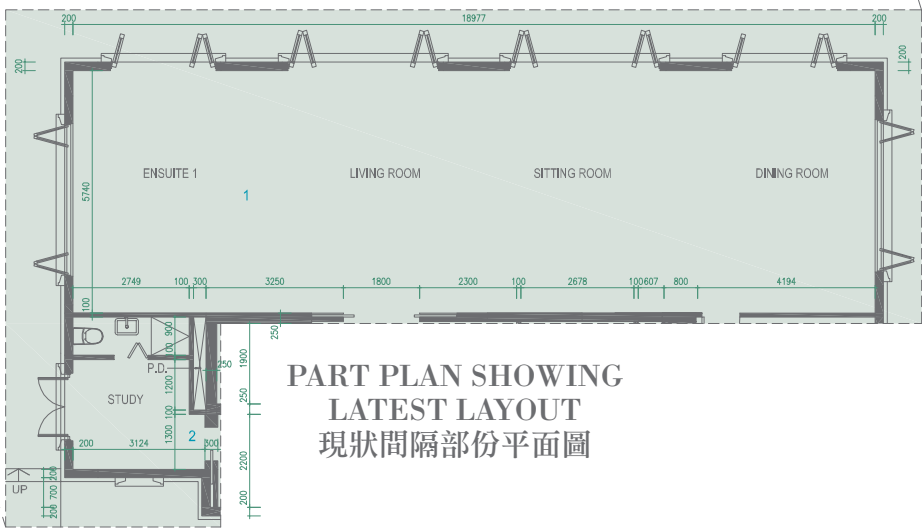 200 18977 200
200 200
ENSUITE 1 LIVING ROOM SITTING ROOM DINING ROOM
5740 1
2749 100 300 3250 1800 2300 100 2678 100 607 800 4194
100
900 250
100 1900
P.D. 250
1200
STUDY 100 250
1300 2
200 3124 300
2200
UP 200
700
200 200
PART PLAN SHOWING
LATEST LAYOUT
現狀間隔部份平面圖